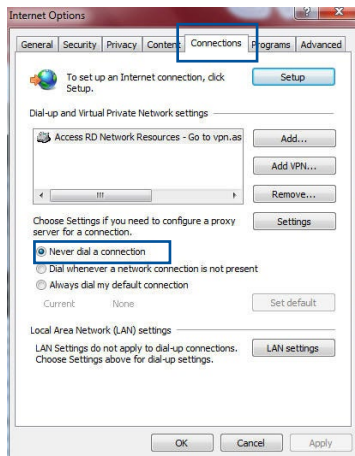 Internet Options
General Security Privacy Content Connections Programs Advanced
To set up an Internet connection, click
Setup.
Setup
Dial-up and Virtual Private Network settings
Access RD Network Resources - Go to vpn.as
Add...
Add VPN...
Remove...
Choose Settings if you need to configure a proxy
server for a connection.
Settings
Never dial a connection
Dial whenever a network connection is not present
Always dial my default connection
Current None
Set default
Local Area Network (LAN) settings
LAN Settings do not apply to dial-up connections.
Choose Settings above for dial-up settings.
LAN settings
OK Cancel Apply